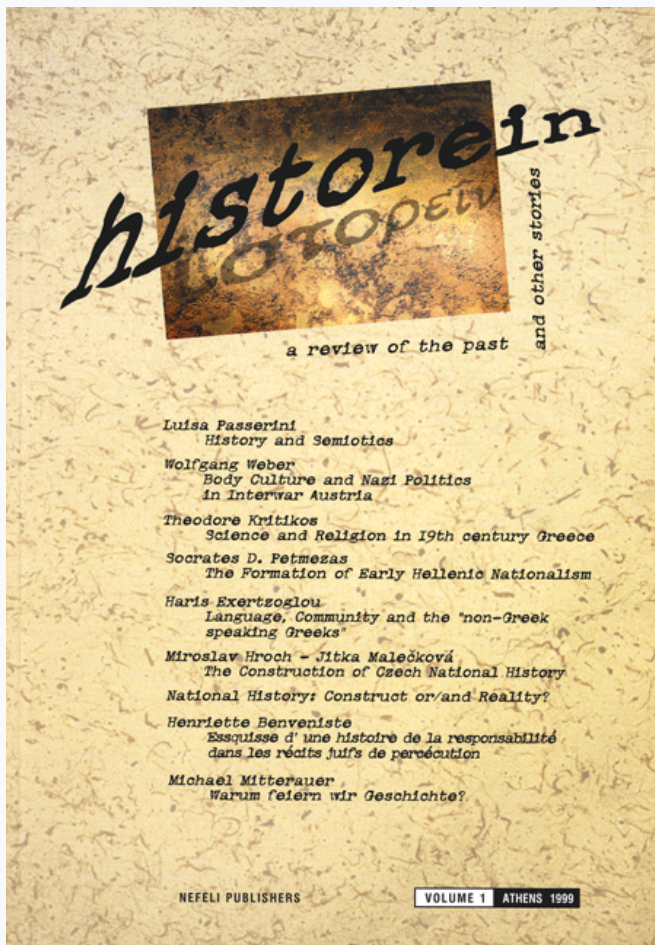 historein
ἱστορεῖν
a review of the past
and other stories
Luisa Passerini
History and Semiotics
Wolfgang Weber
Body Culture and Nazi Politics
in Interwar Austria
Theodore Kritikos
Science and Religion in 19th century Greece
Socrates D. Petmezas
The Formation of Early Hellenic Nationalism
Haris Exertzoglou
Language, Community and the "non-Greek
speaking Greeks"
Miroslav Hroch - Jitka Malečková
The Construction of Czech National History
National History: Construct or/and Reality?
Henriette Benveniste
Essquisse d' une histoire de la responsabilité
dans les récits juifs de percécution
Michael Mitterauer
Warum feiern wir Geschichte?
NEFELI PUBLISHERS
VOLUME 1 ATHENS 1999